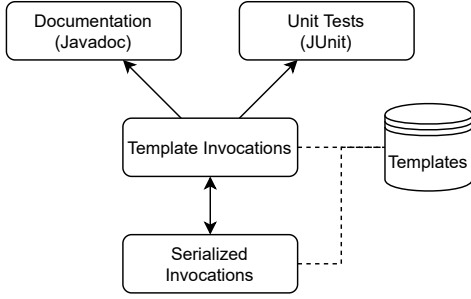 Documentation
(Javadoc)
Unit Tests
(JUnit)
Template Invocations
Templates
Serialized
Invocations